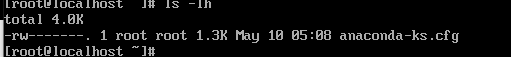 [root@localhost ~]# ls -lh
total 4.0K
-rw-------. 1 root root 1.3K May 10 05:08 anaconda-ks.cfg
[root@localhost ~]#